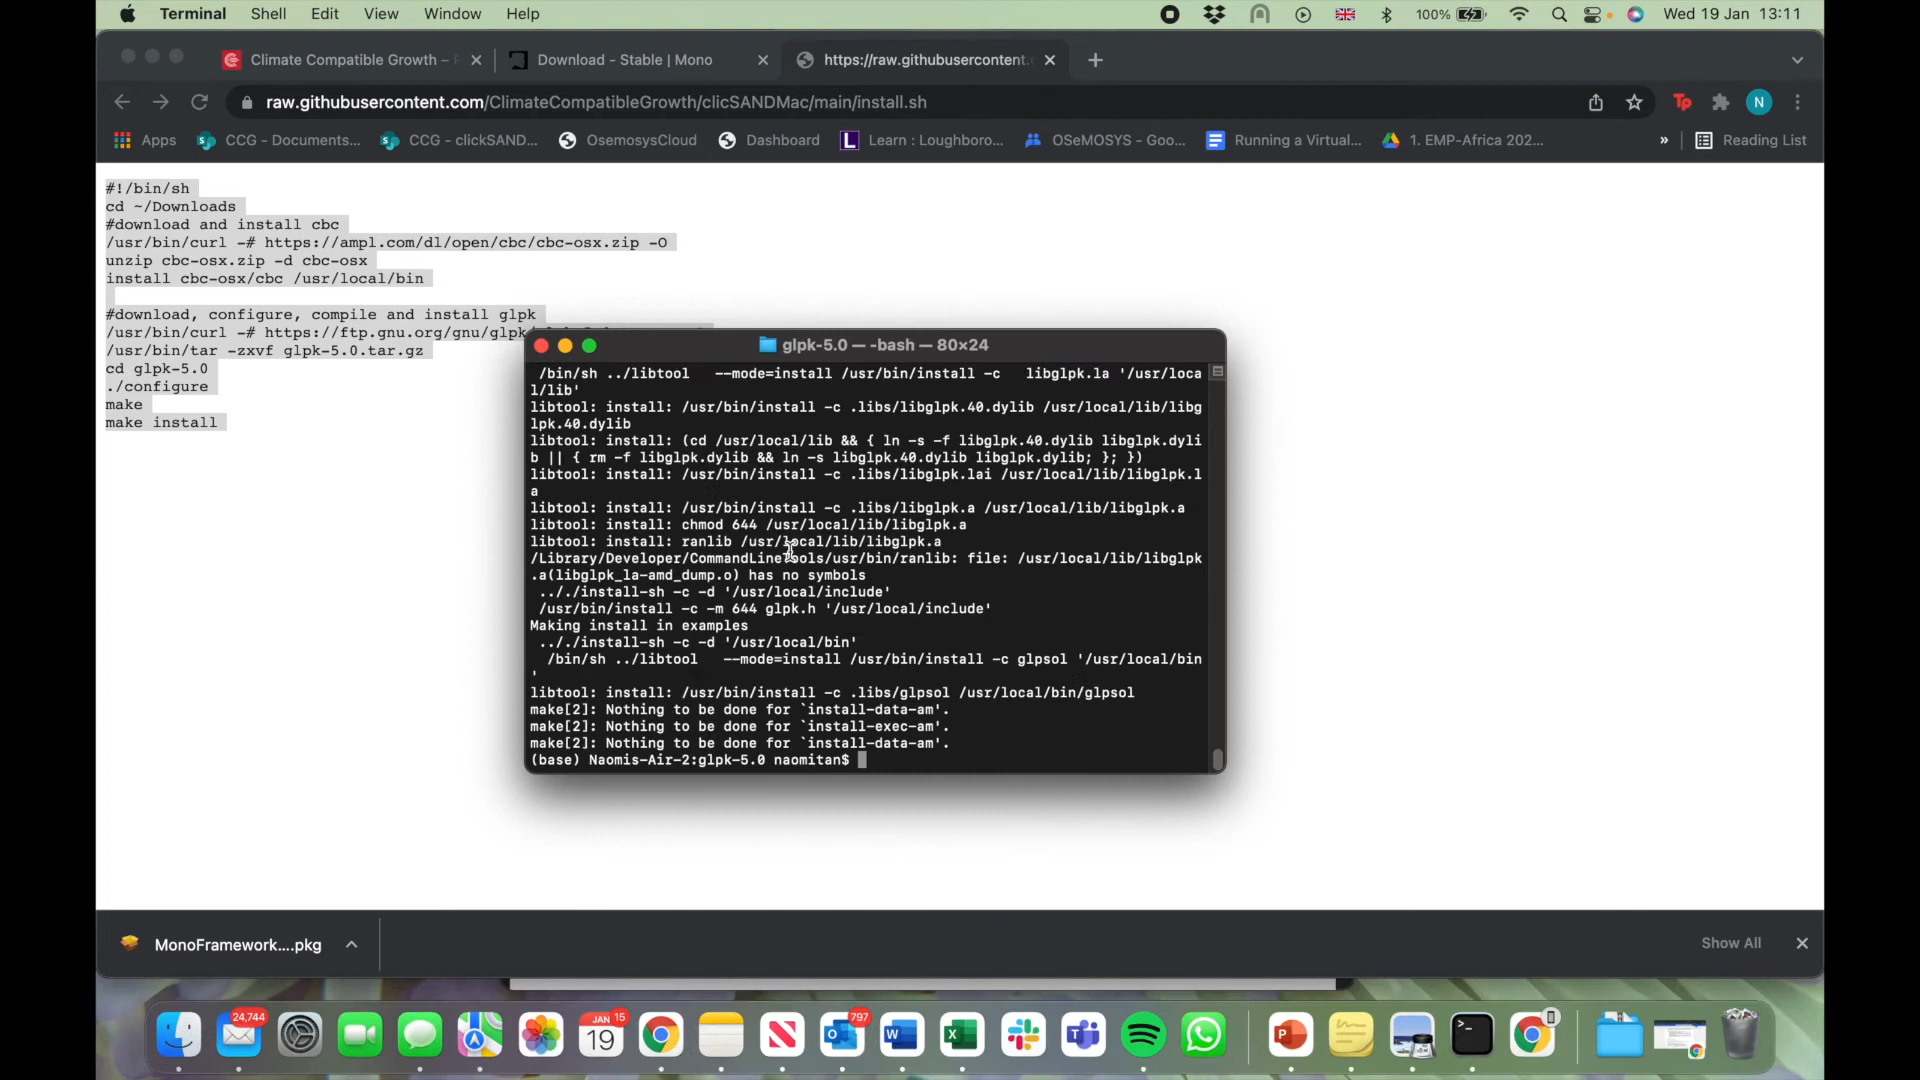 Terminal Shell Edit View Window Help 100% Wed 19 Jan 13:11
Climate Compatible Growth –
Download - Stable | Mono
https://raw.githubusercontent.
raw.githubusercontent.com/ClimateCompatibleGrowth/clicSANDMac/main/install.sh
Tp
N
Apps
CCG - Documents...
CCG - clickSAND...
OsemosysCloud
Dashboard
L
Learn : Loughboro...
OSeMOSYS - Goo...
Running a Virtual...
1. EMP-Africa 202...
»
Reading List
#!/bin/sh
cd ~/Downloads
#download and install cbc
/usr/bin/curl -# https://ampl.com/dl/open/cbc/cbc-osx.zip -O
unzip cbc-osx.zip -d cbc-osx
install cbc-osx/cbc /usr/local/bin
#download, configure, compile and install glpk
/usr/bin/curl -# https://ftp.gnu.org/gnu/glpk
/usr/bin/tar -zxvf glpk-5.0.tar.gz
cd glpk-5.0
./configure
make
make install
glpk-5.0 — -bash — 80×24
/bin/sh ../libtool   --mode=install /usr/bin/install -c   libglpk.la '/usr/loca
l/lib'
libtool: install: /usr/bin/install -c .libs/libglpk.40.dylib /usr/local/lib/libg
lpk.40.dylib
libtool: install: (cd /usr/local/lib && { ln -s -f libglpk.40.dylib libglpk.dyli
b || { rm -f libglpk.dylib && ln -s libglpk.40.dylib libglpk.dylib; }; })
libtool: install: /usr/bin/install -c .libs/libglpk.lai /usr/local/lib/libglpk.l
a
libtool: install: /usr/bin/install -c .libs/libglpk.a /usr/local/lib/libglpk.a
libtool: install: chmod 644 /usr/local/lib/libglpk.a
libtool: install: ranlib /usr/local/lib/libglpk.a
/Library/Developer/CommandLineTools/usr/bin/ranlib: file: /usr/local/lib/libglpk
.a(libglpk_la-amd_dump.o) has no symbols
.././install-sh -c -d '/usr/local/include'
/usr/bin/install -c -m 644 glpk.h '/usr/local/include'
Making install in examples
.././install-sh -c -d '/usr/local/bin'
/bin/sh ../libtool   --mode=install /usr/bin/install -c glpsol '/usr/local/bin
'
libtool: install: /usr/bin/install -c .libs/glpsol /usr/local/bin/glpsol
make[2]: Nothing to be done for `install-data-am'.
make[2]: Nothing to be done for `install-exec-am'.
make[2]: Nothing to be done for `install-data-am'.
(base) Naomis-Air-2:glpk-5.0 naomitan$
MonoFramework....pkg
Show All
24,744
JAN 15
19
797